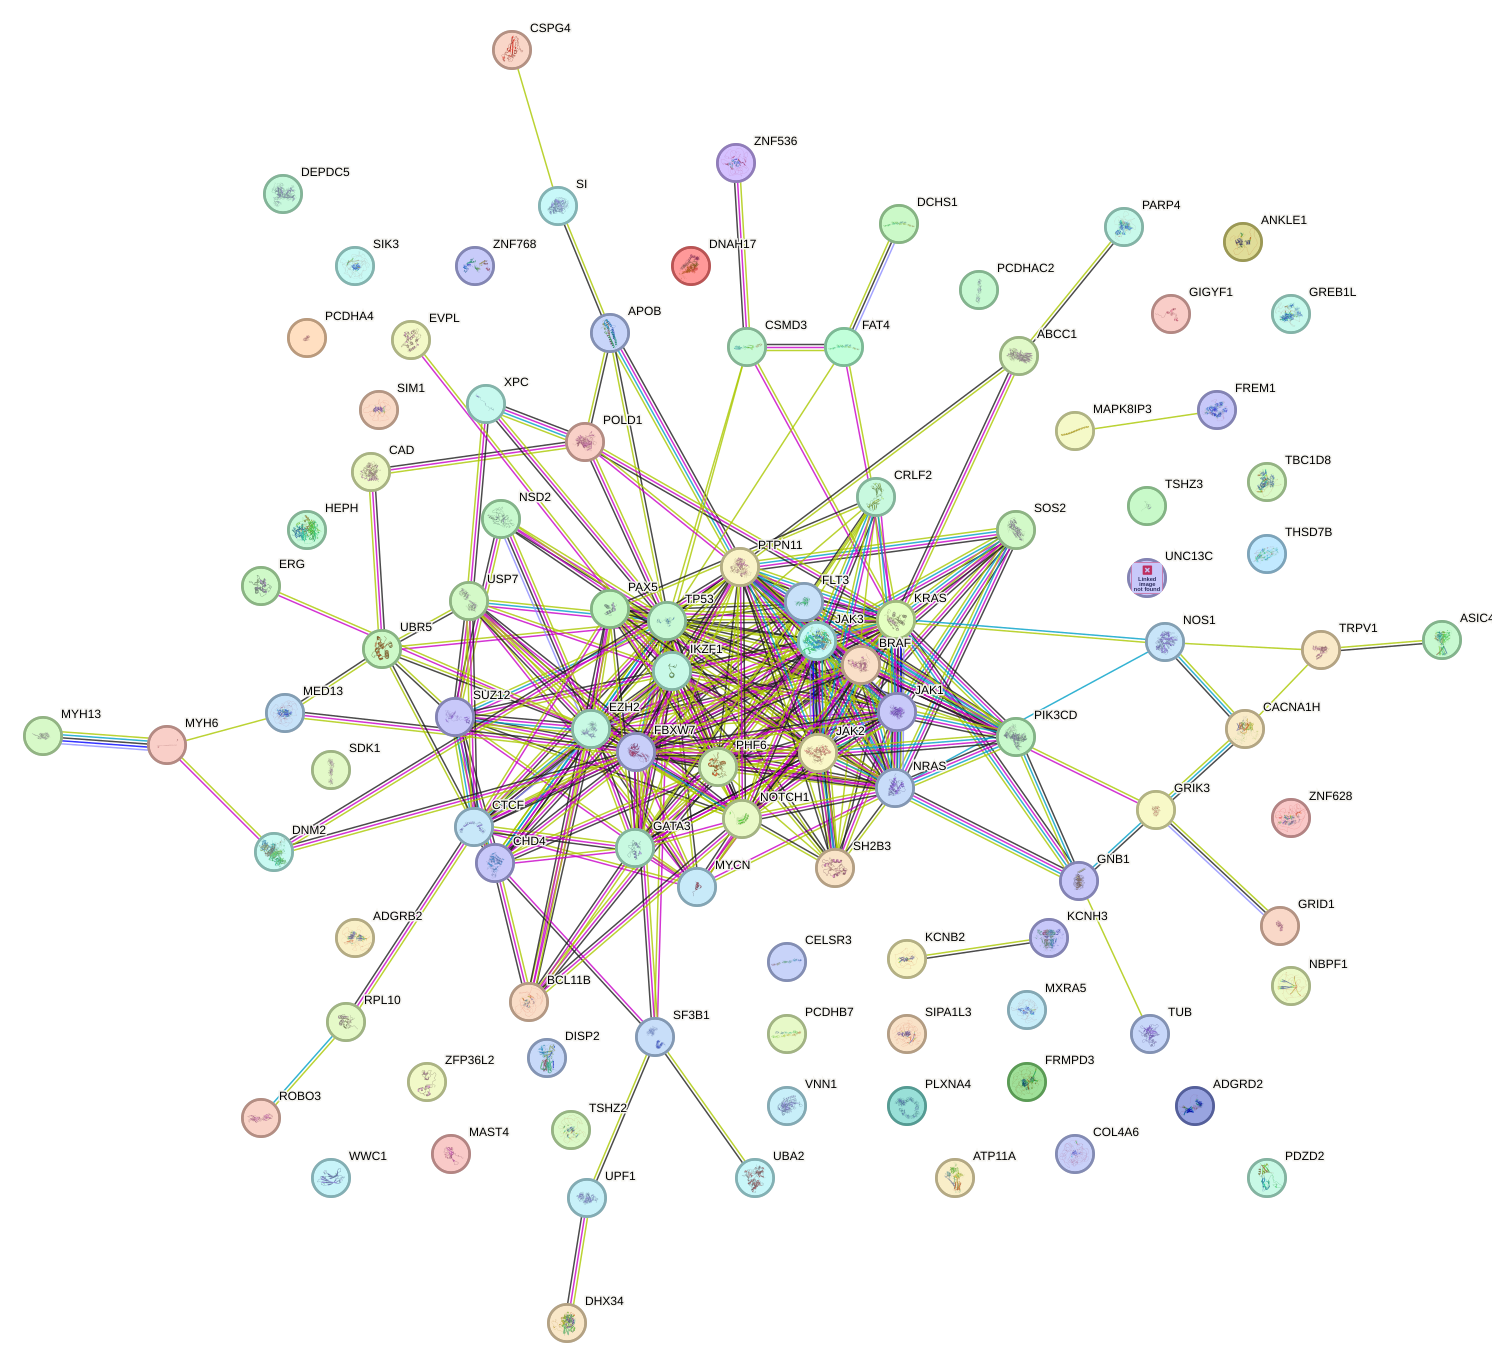 CSPG4
ZNF536
DEPDC5
SI
DCHS1
PARP4
ANKLE1
SIK3
ZNF768
DNAH17
PCDHAC2
GIGYF1
GREB1L
PCDHA4
EVPL
APOB
CSMD3
FAT4
ABCC1
SIM1
XPC
POLD1
MAPK8IP3
FREM1
CAD
CRLF2
TBC1D8
HEPH
NSD2
SOS2
TSHZ3
THSD7B
PTPN11
UNC13C
Linked
image
not found
ERG
USP7
PAX5
TP53
FLT3
KRAS
UBR5
IKZF1
JAK3
BRAF
NOS1
TRPV1
ASIC4
MED13
SUZ12
EZH2
JAK1
PIK3CD
CACNA1H
MYH13
MYH6
FBXW7
PHF6
JAK2
NRAS
SDK1
GRIK3
ZNF628
CTCF
NOTCH1
DNM2
CHD4
GATA3
MYCN
SH2B3
GNB1
ADGRB2
CELSR3
KCNB2
KCNH3
GRID1
RPL10
BCL11B
SF3B1
PCDHB7
SIPA1L3
MXRA5
TUB
NBPF1
ROBO3
ZFP36L2
DISP2
VNN1
PLXNA4
FRMPD3
ADGRD2
WWC1
MAST4
TSHZ2
UPF1
UBA2
ATP11A
COL4A6
PDZD2
DHX34